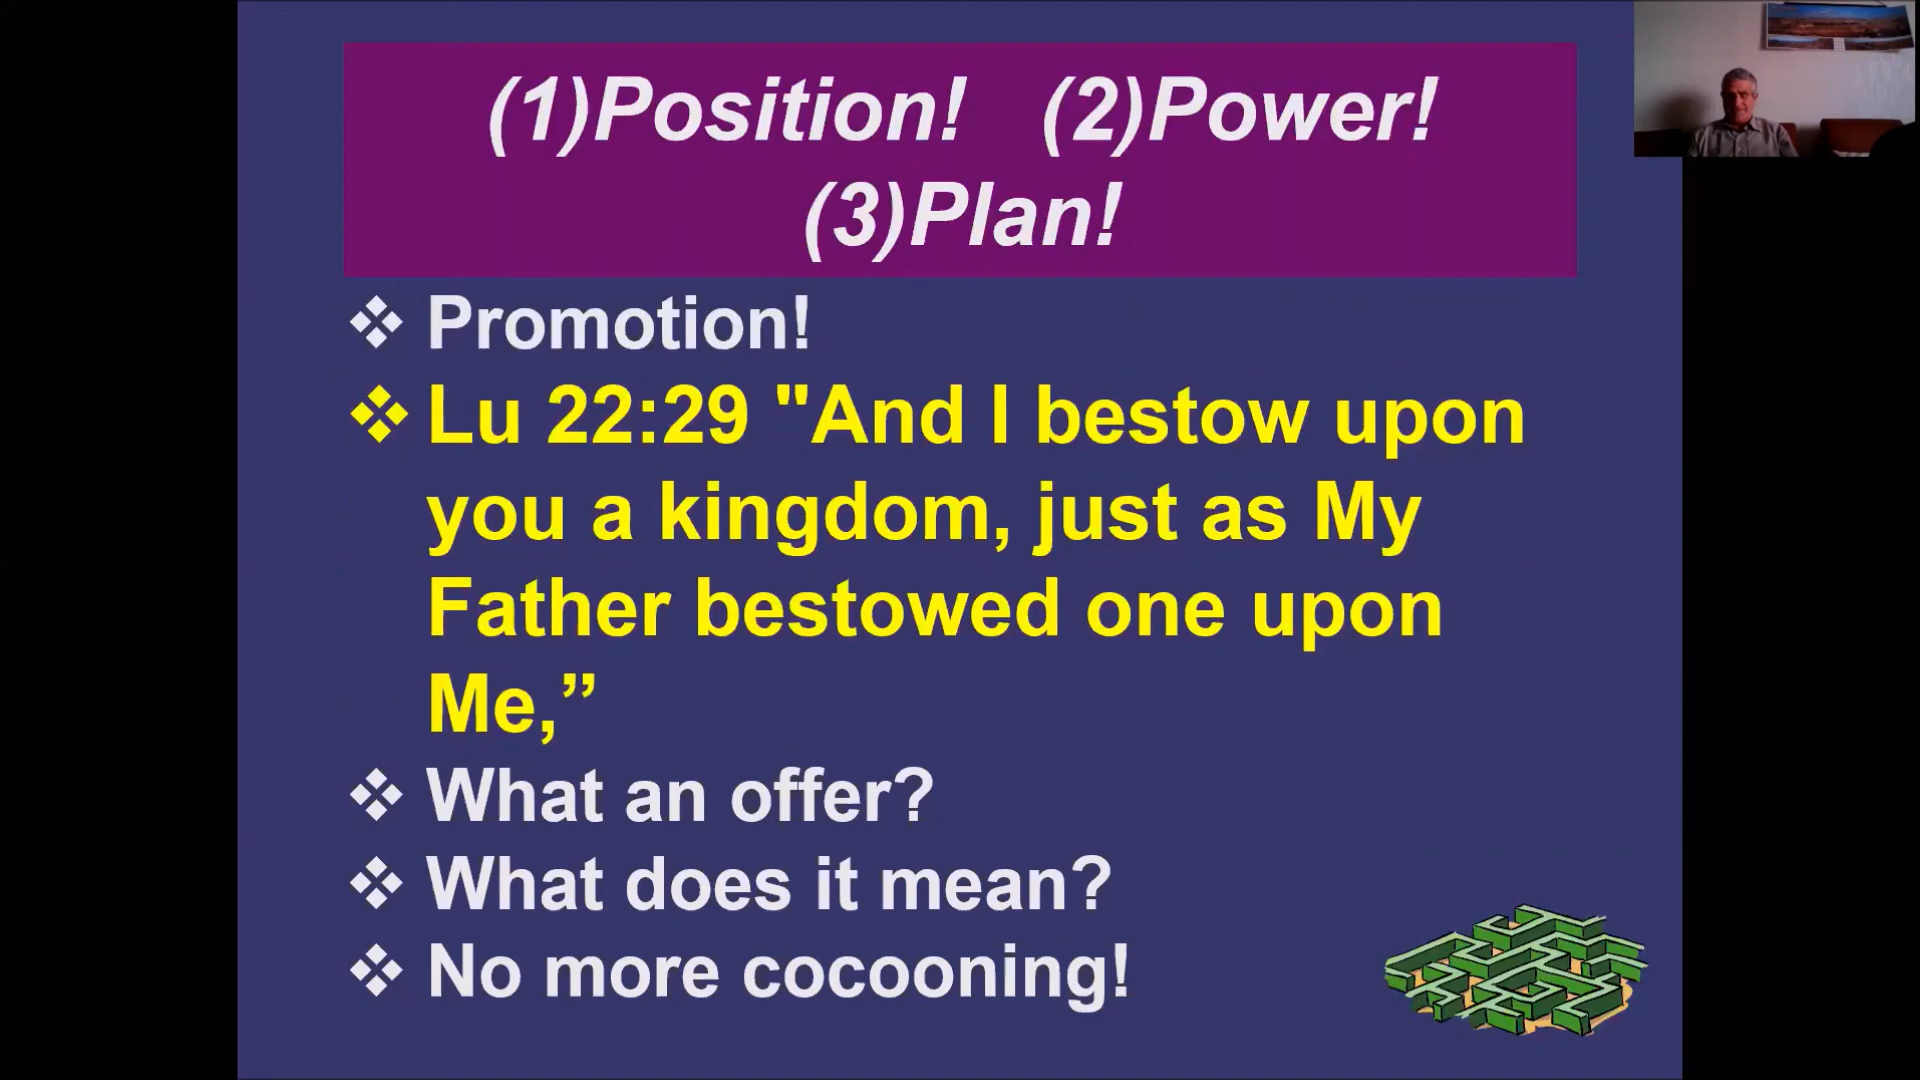 (1)Position!   (2)Power!
(3)Plan!
❖ Promotion!
❖ Lu 22:29 "And I bestow upon
you a kingdom, just as My
Father bestowed one upon
Me,”
❖ What an offer?
❖ What does it mean?
❖ No more cocooning!